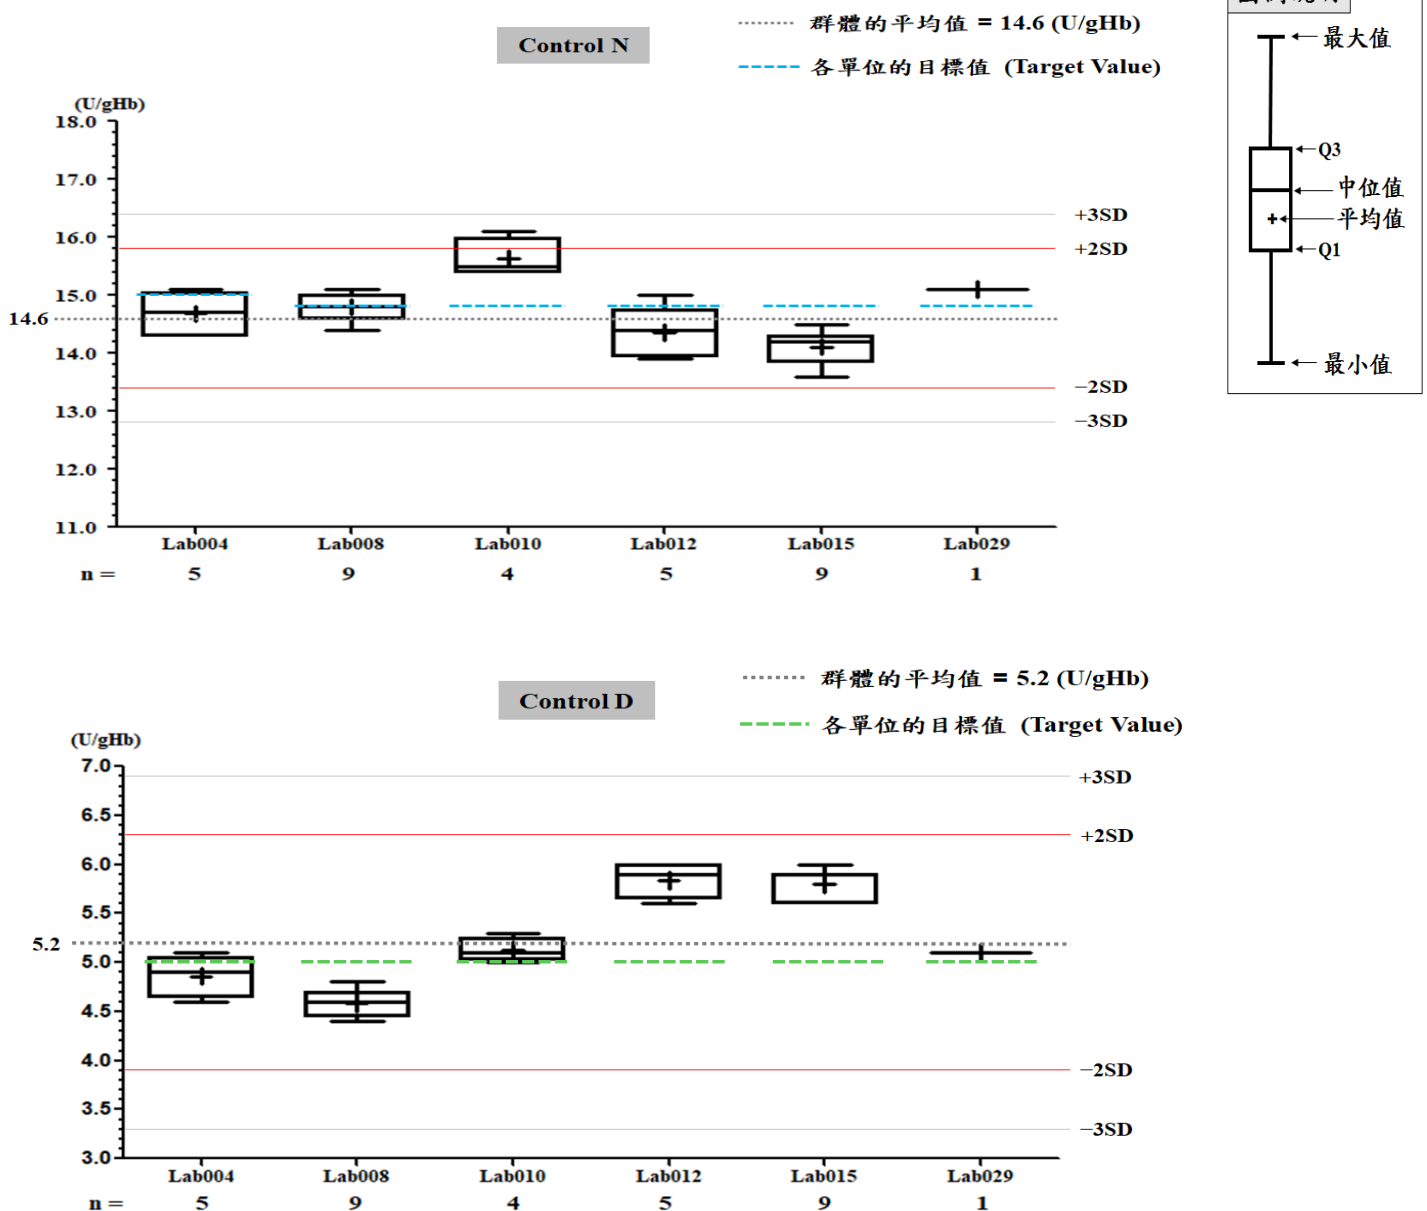 Control N
群體的平均值 = 14.6 (U/gHb)
各單位的目標值 (Target Value)
(U/gHb)
18.0
17.0
16.0
15.0
14.6
14.0
13.0
12.0
11.0
+3SD
+2SD
−2SD
−3SD
Lab004 Lab008 Lab010 Lab012 Lab015 Lab029
n = 5 9 4 5 9 1
最大值
Q3
中位值
平均值
Q1
最小值
Control D
群體的平均值 = 5.2 (U/gHb)
各單位的目標值 (Target Value)
(U/gHb)
7.0
6.5
6.0
5.5
5.2
5.0
4.5
4.0
3.5
3.0
+3SD
+2SD
−2SD
−3SD
Lab004 Lab008 Lab010 Lab012 Lab015 Lab029
n = 5 9 4 5 9 1